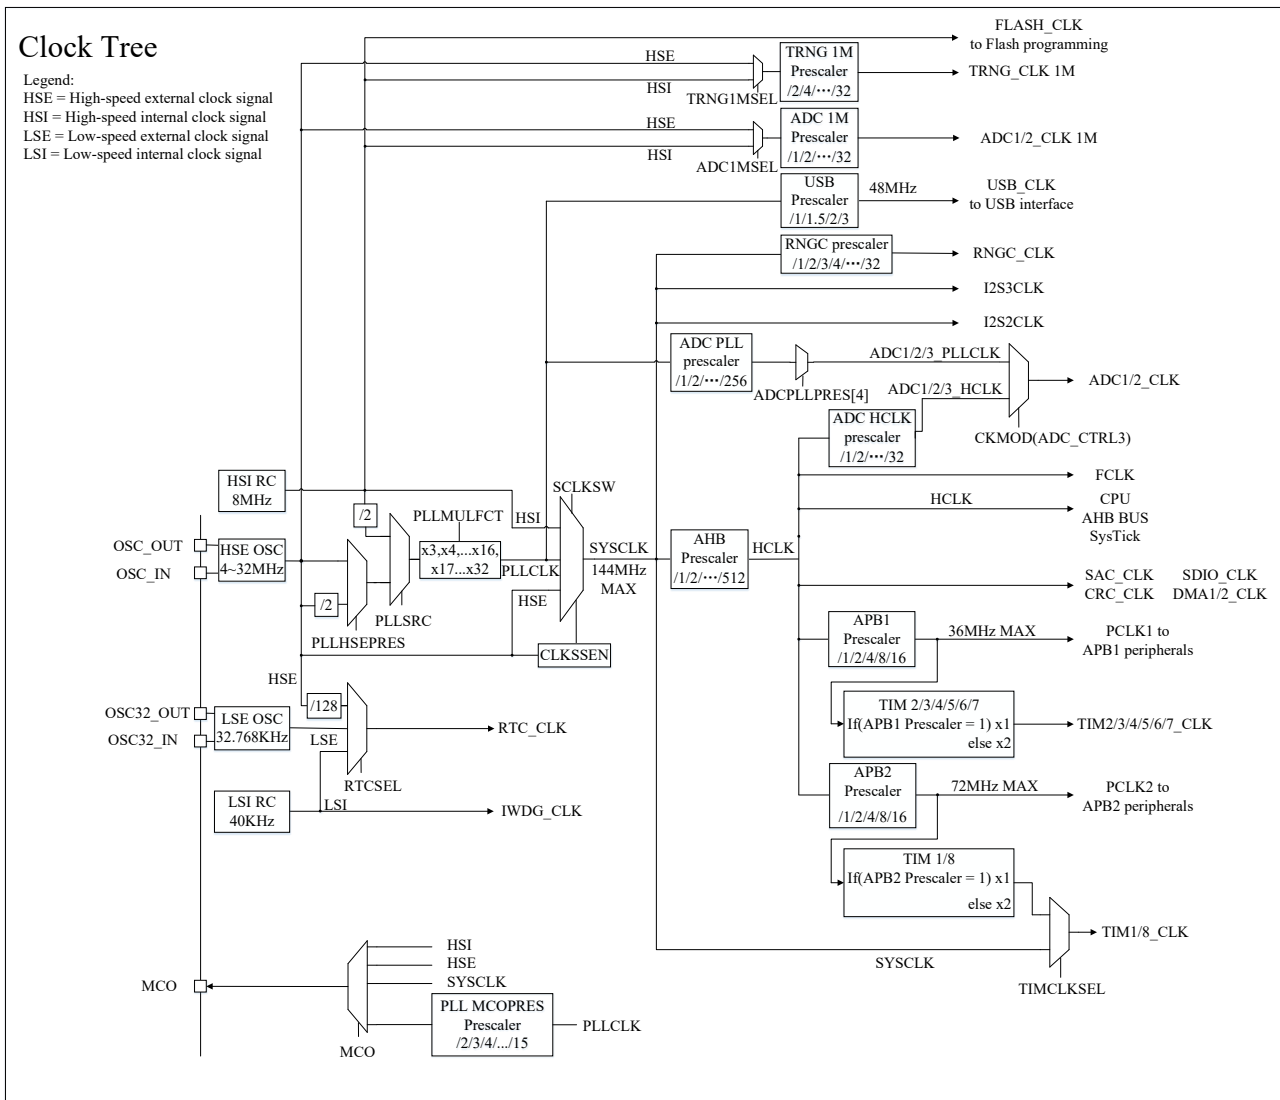 Clock Tree
Legend:
HSE = High-speed external clock signal
HSI = High-speed internal clock signal
LSE = Low-speed external clock signal
LSI = Low-speed internal clock signal
FLASH_CLK
to Flash programming
HSE
HSI
TRNG1MSEL
TRNG 1M
Prescaler
/2/4/···/32
TRNG_CLK 1M
HSE
HSI
ADC1MSEL
ADC 1M
Prescaler
/1/2/···/32
ADC1/2_CLK 1M
USB
Prescaler
/1/1.5/2/3
48MHz
USB_CLK
to USB interface
RNGC prescaler
/1/2/3/4/···/32
RNGC_CLK
I2S3CLK
I2S2CLK
ADC PLL
prescaler
/1/2/···/256
ADCPLLPRES[4]
ADC1/2/3_PLLCLK
ADC1/2/3_HCLK
ADC1/2_CLK
CKMOD(ADC_CTRL3)
ADC HCLK
prescaler
/1/2/···/32
HSI RC
8MHz
/2
PLLMULFCT
SCLKSW
HSI
FCLK
HCLK
CPU
AHB BUS
SysTick
OSC_OUT
OSC_IN
HSE OSC
4~32MHz
x3,x4,...x16,
x17...x32
PLLCLK
HSE
SYSCLK
144MHz
MAX
AHB
Prescaler
/1/2/···/512
HCLK
/2
PLLSRC
PLLHSEPRES
CLKSSEN
SAC_CLK SDIO_CLK
CRC_CLK DMA1/2_CLK
APB1
Prescaler
/1/2/4/8/16
36MHz MAX
PCLK1 to
APB1 peripherals
HSE
/128
OSC32_OUT
OSC32_IN
LSE OSC
32.768KHz
LSE
RTC_CLK
RTCSEL
TIM 2/3/4/5/6/7
If(APB1 Prescaler = 1) x1
else x2
TIM2/3/4/5/6/7_CLK
LSI RC
40KHz
LSI
IWDG_CLK
APB2
Prescaler
/1/2/4/8/16
72MHz MAX
PCLK2 to
APB2 peripherals
TIM 1/8
If(APB2 Prescaler = 1) x1
else x2
TIM1/8_CLK
SYSCLK
TIMCLKSEL
HSI
HSE
SYSCLK
MCO
PLL MCOPRES
Prescaler
/2/3/4/.../15
PLLCLK
MCO